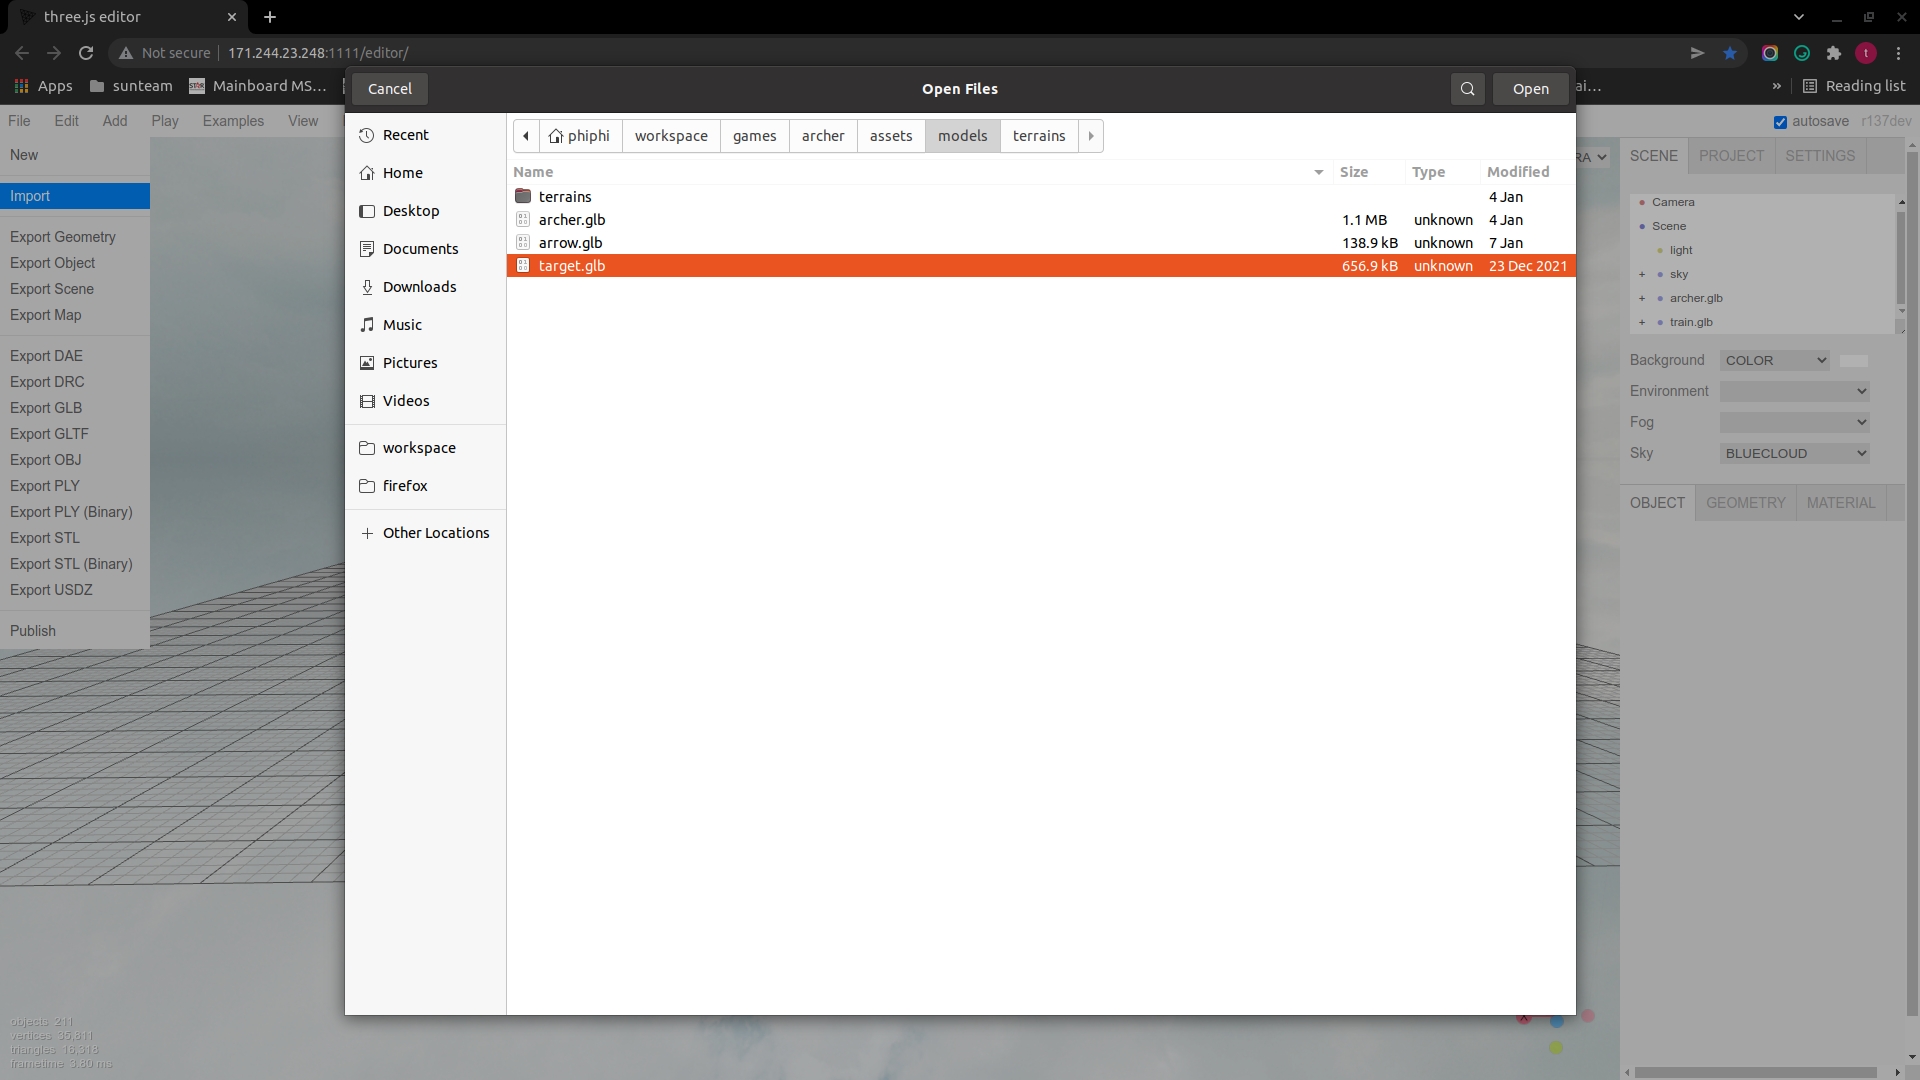 three.js editor
Not secure 171.244.23.248:1111/editor/
Apps sunteam Mainboard MS... ai... » Reading list
Cancel Open Files Open
File Edit Add Play Examples View autosave r137dev
New
Import
Export Geometry
Export Object
Export Scene
Export Map
Export DAE
Export DRC
Export GLB
Export GLTF
Export OBJ
Export PLY
Export PLY (Binary)
Export STL
Export STL (Binary)
Export USDZ
Publish
Recent
Home
Desktop
Documents
Downloads
Music
Pictures
Videos
workspace
firefox
Other Locations
phiphi workspace games archer assets models terrains
Name Size Type Modified
terrains 4 Jan
archer.glb 1.1 MB unknown 4 Jan
arrow.glb 138.9 kB unknown 7 Jan
target.glb 656.9 kB unknown 23 Dec 2021
RA
SCENE PROJECT SETTINGS
Camera
Scene
light
+ sky
+ archer.glb
+ train.glb
Background COLOR
Environment
Fog
Sky BLUECLOUD
OBJECT GEOMETRY MATERIAL
objects 211
vertices 35,811
triangles 16,318
frametime 3.80 ms
X